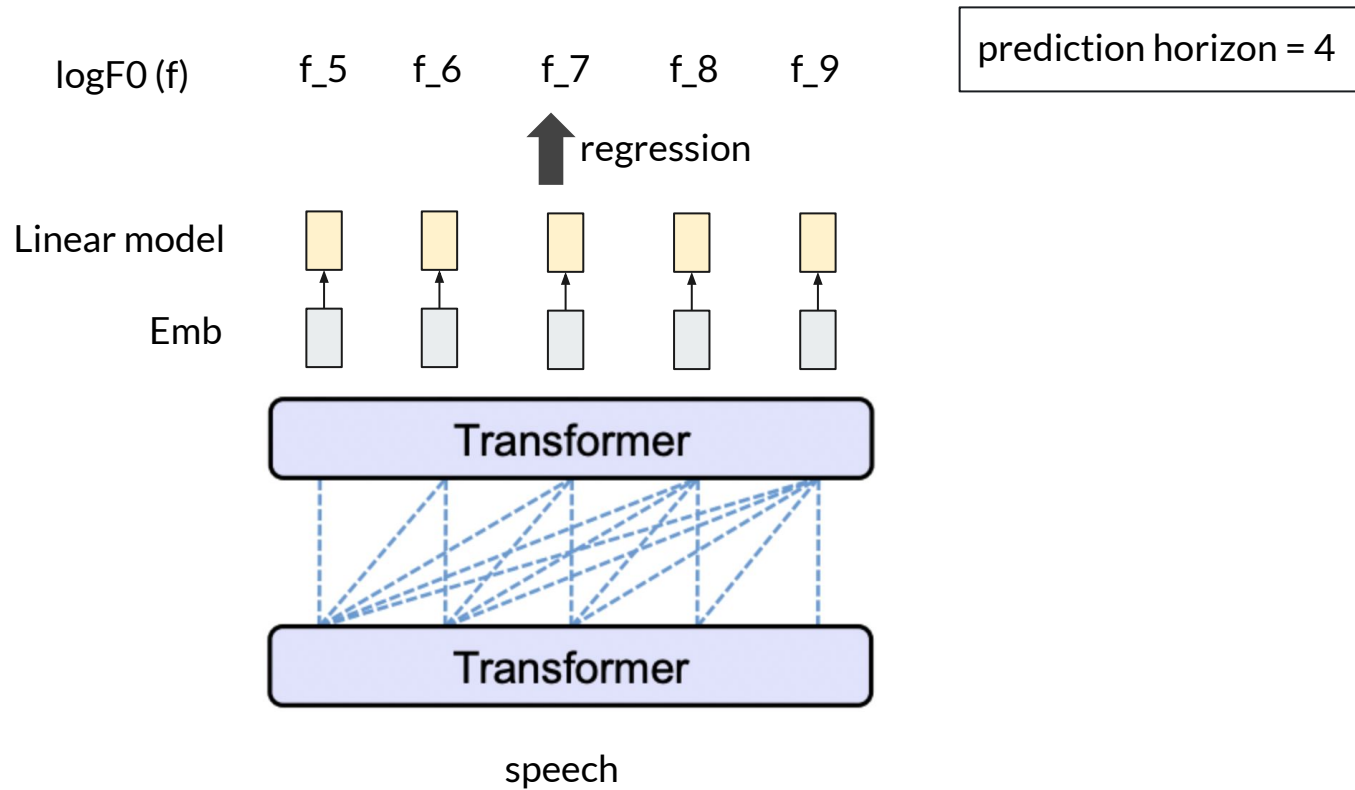 prediction horizon = 4
logF0 (f) f_5 f_6 f_7 f_8 f_9
regression
Linear model
Emb
Transformer
Transformer
speech